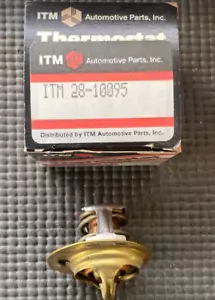 ITM Automotive Parts, Inc.
Thermostat
ITM Automotive Parts, Inc.
ITM 28-10095
Distributed by ITM Automotive Parts, Inc.